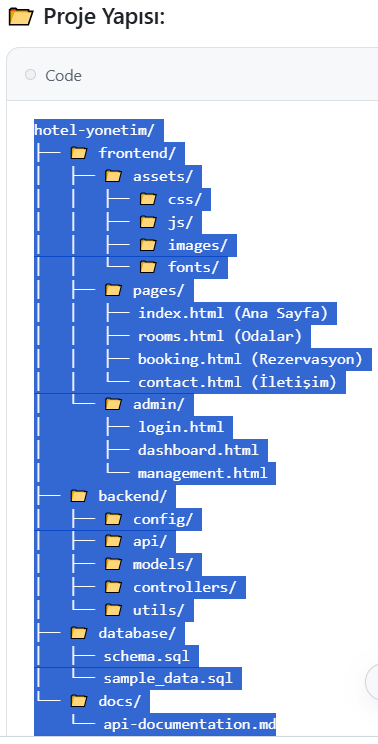 📂 Proje Yapısı:
Code
hotel-yonetim/
├── 📂 frontend/
│   ├── 📂 assets/
│   │   ├── 📂 css/
│   │   ├── 📂 js/
│   │   ├── 📂 images/
│   │   └── 📂 fonts/
│   ├── 📂 pages/
│   │   ├── index.html (Ana Sayfa)
│   │   ├── rooms.html (Odalar)
│   │   ├── booking.html (Rezervasyon)
│   │   └── contact.html (İletişim)
│   └── 📂 admin/
│       ├── login.html
│       ├── dashboard.html
│       └── management.html
├── 📂 backend/
│   ├── 📂 config/
│   ├── 📂 api/
│   ├── 📂 models/
│   ├── 📂 controllers/
│   └── 📂 utils/
├── 📂 database/
│   ├── schema.sql
│   └── sample_data.sql
└── 📂 docs/
    └── api-documentation.md